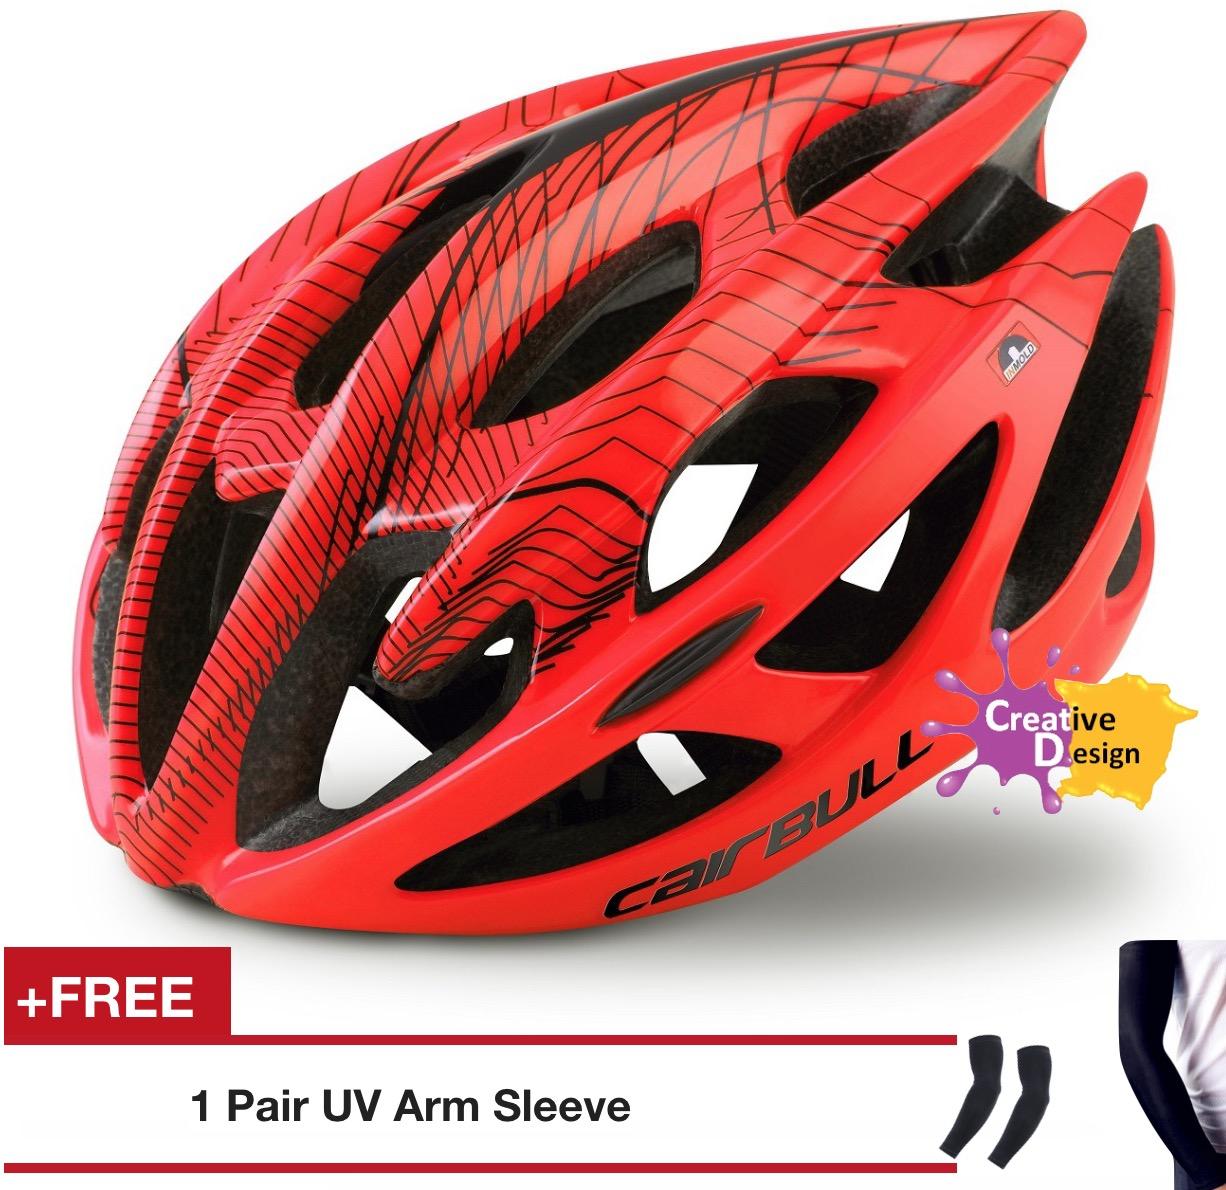 INMOLD
Creative
Design
CAIRBULL
+FREE
1 Pair UV Arm Sleeve